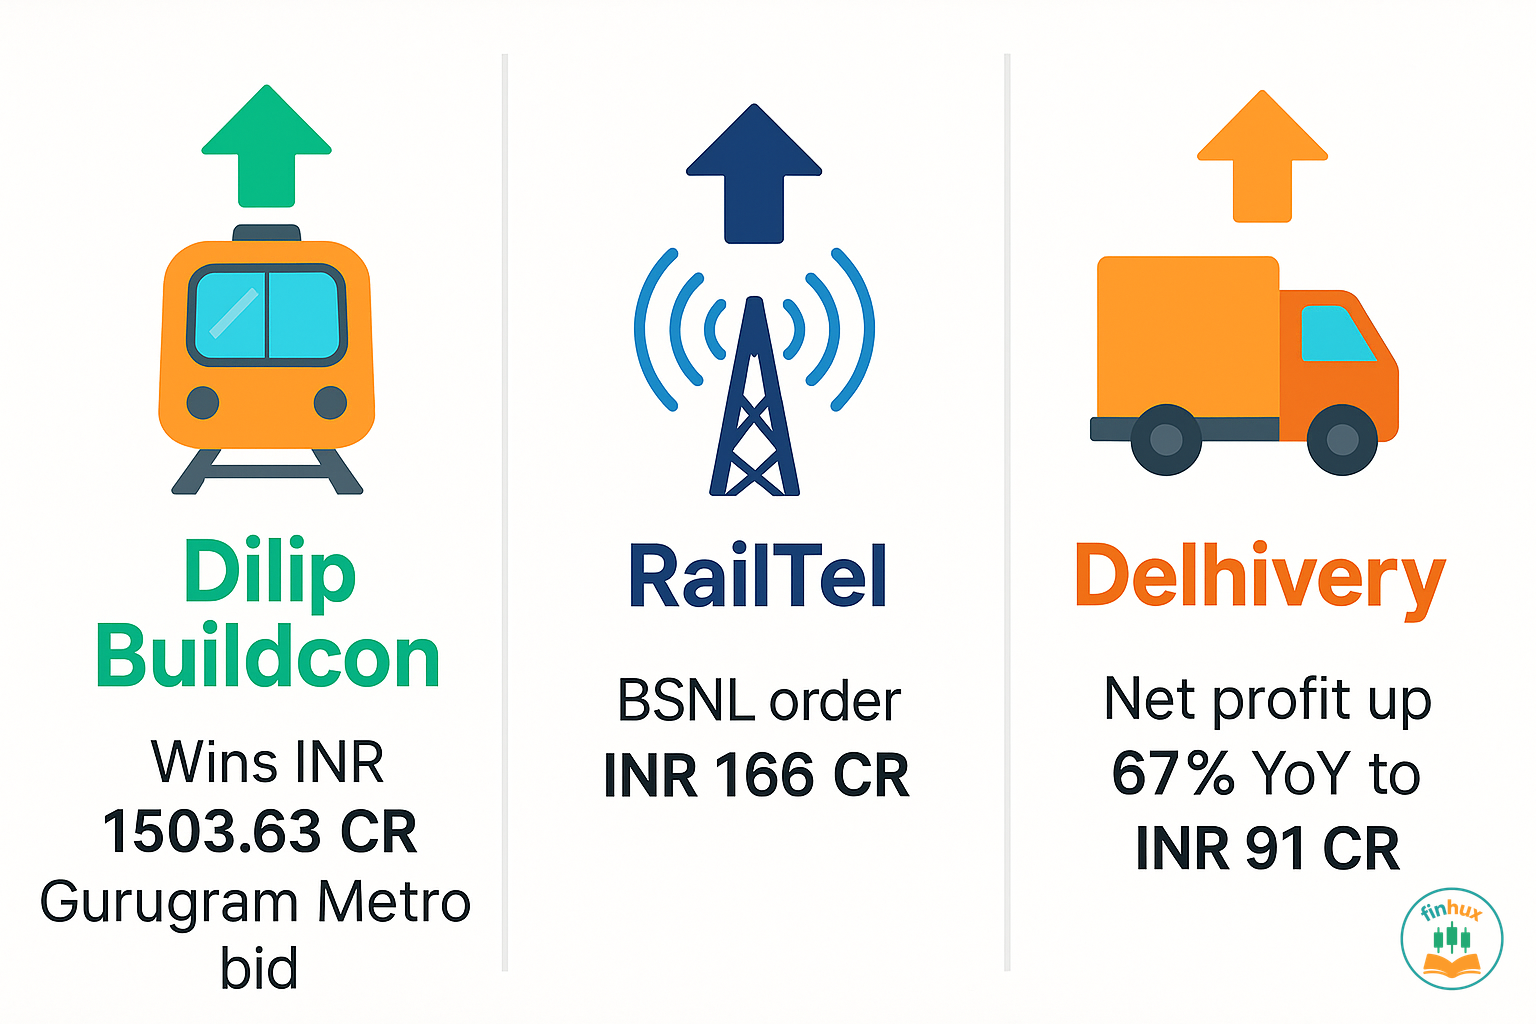 Dilip
Buildcon
Wins INR
1503.63 CR
Gurugram Metro
bid
RailTel
BSNL order
INR 166 CR
Delhivery
Net profit up
67% YoY to
INR 91 CR
finhux